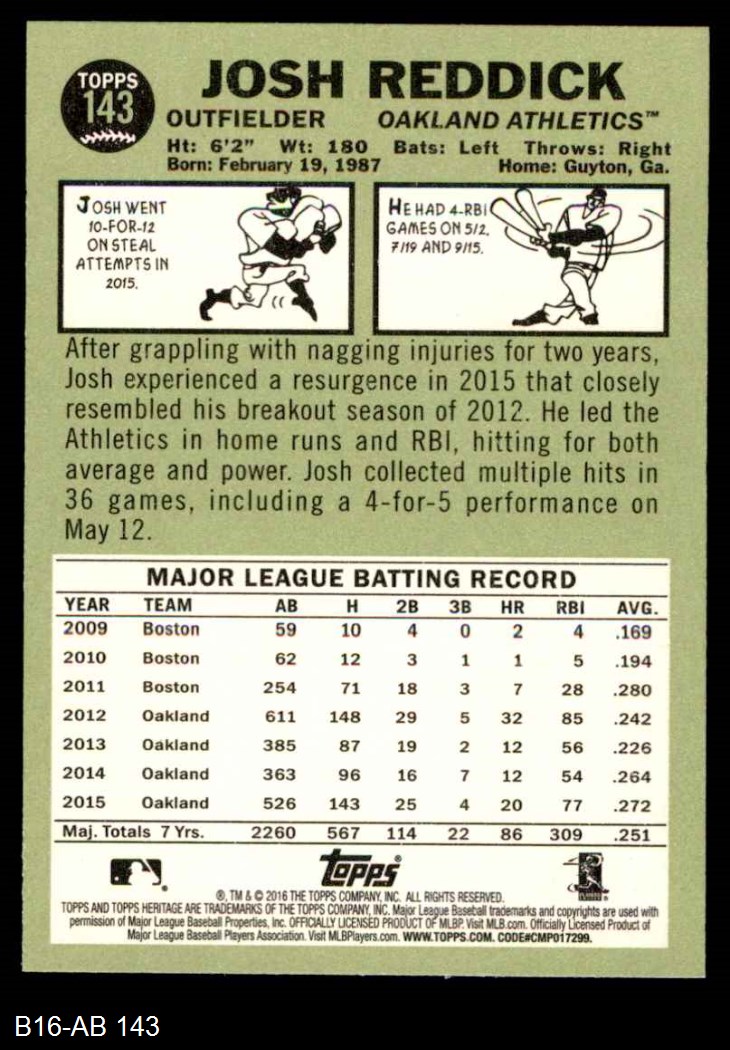 TOPPS
143
JOSH REDDICK
OUTFIELDER OAKLAND ATHLETICS™
Ht: 6'2" Wt: 180 Bats: Left Throws: Right
Born: February 19, 1987 Home: Guyton, Ga.
JOSH WENT
10-FOR-12
ON STEAL
ATTEMPTS IN
2015.
HE HAD 4-RBI
GAMES ON 5/2,
7/19 AND 9/15.
After grappling with nagging injuries for two years,
Josh experienced a resurgence in 2015 that closely
resembled his breakout season of 2012. He led the
Athletics in home runs and RBI, hitting for both
average and power. Josh collected multiple hits in
36 games, including a 4-for-5 performance on
May 12.
MAJOR LEAGUE BATTING RECORD
YEAR TEAM AB H 2B 3B HR RBI AVG.
2009 Boston 59 10 4 0 2 4 .169
2010 Boston 62 12 3 1 1 5 .194
2011 Boston 254 71 18 3 7 28 .280
2012 Oakland 611 148 29 5 32 85 .242
2013 Oakland 385 87 19 2 12 56 .226
2014 Oakland 363 96 16 7 12 54 .264
2015 Oakland 526 143 25 4 20 77 .272
Maj. Totals 7 Yrs. 2260 567 114 22 86 309 .251
Topps®
®, TM & © 2016 THE TOPPS COMPANY, INC. ALL RIGHTS RESERVED.
TOPPS AND TOPPS HERITAGE ARE TRADEMARKS OF THE TOPPS COMPANY, INC. Major League Baseball trademarks and copyrights are used with
permission of Major League Baseball Properties, Inc. OFFICIALLY LICENSED PRODUCT OF MLBP. Visit MLB.com. Officially Licensed Product of
Major League Baseball Players Association. Visit MLBPlayers.com. WWW.TOPPS.COM. CODE#CMP017299.
B16-AB 143